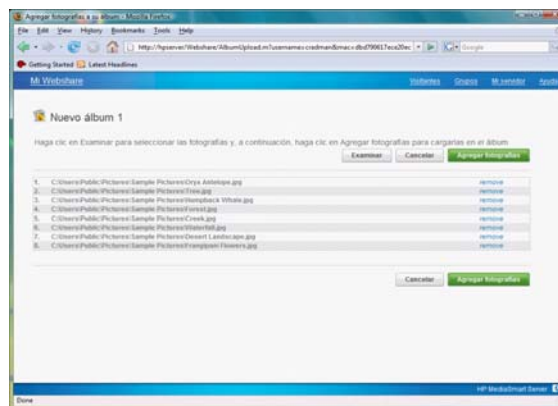 Agregar fotografías a su álbum - Mozilla Firefox
File Edit View History Bookmarks Tools Help
Google
Getting Started Latest Headlines
Mi Webshare
Visitantes Grupos Mi servidor Ayuda
Nuevo álbum 1
Haga clic en Examinar para seleccionar las fotografías y, a continuación, haga clic en Agregar fotografías para cargarlas en el álbum.
Examinar Cancelar Agregar fotografías
1. C:\Users\Public\Pictures\Sample Pictures\Oryx Antelope.jpg remove
2. C:\Users\Public\Pictures\Sample Pictures\Tree.jpg remove
3. C:\Users\Public\Pictures\Sample Pictures\Humpback Whale.jpg remove
4. C:\Users\Public\Pictures\Sample Pictures\Forest.jpg remove
5. C:\Users\Public\Pictures\Sample Pictures\Creek.jpg remove
6. C:\Users\Public\Pictures\Sample Pictures\Waterfall.jpg remove
7. C:\Users\Public\Pictures\Sample Pictures\Desert Landscape.jpg remove
8. C:\Users\Public\Pictures\Sample Pictures\Frangipani Flowers.jpg remove
Cancelar Agregar fotografías
HP MediaSmart Server
Done